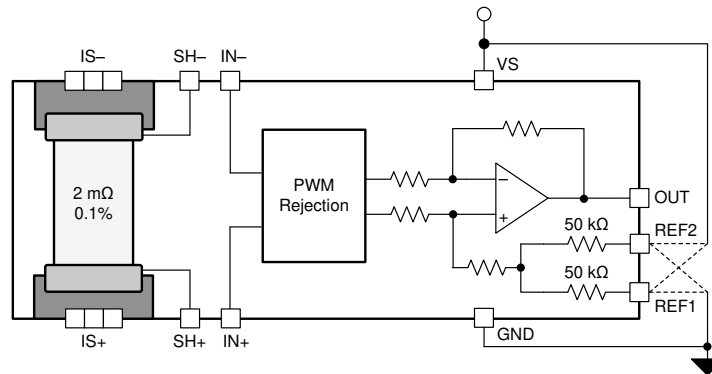 IS–
SH–
IN–
VS
2 mΩ
0.1%
PWM
Rejection
–
+
OUT
50 kΩ
REF2
50 kΩ
REF1
GND
IS+
SH+
IN+